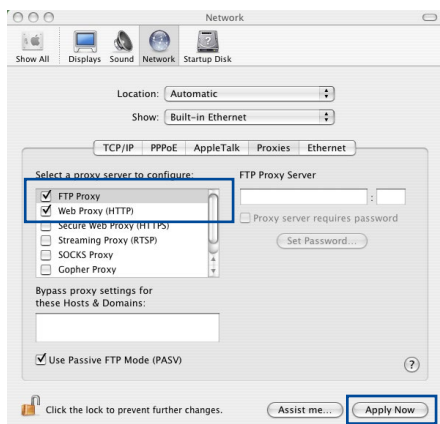 Network
Show All Displays Sound Network Startup Disk
Location: Automatic
Show: Built-in Ethernet
TCP/IP PPPoE AppleTalk Proxies Ethernet
Select a proxy server to configure: FTP Proxy Server
FTP Proxy
:
Web Proxy (HTTP)
Secure Web Proxy (HTTPS) Proxy server requires password
Streaming Proxy (RTSP) Set Password...
SOCKS Proxy
Gopher Proxy
Bypass proxy settings for
these Hosts & Domains:
Use Passive FTP Mode (PASV) ?
Click the lock to prevent further changes. Assist me... Apply Now